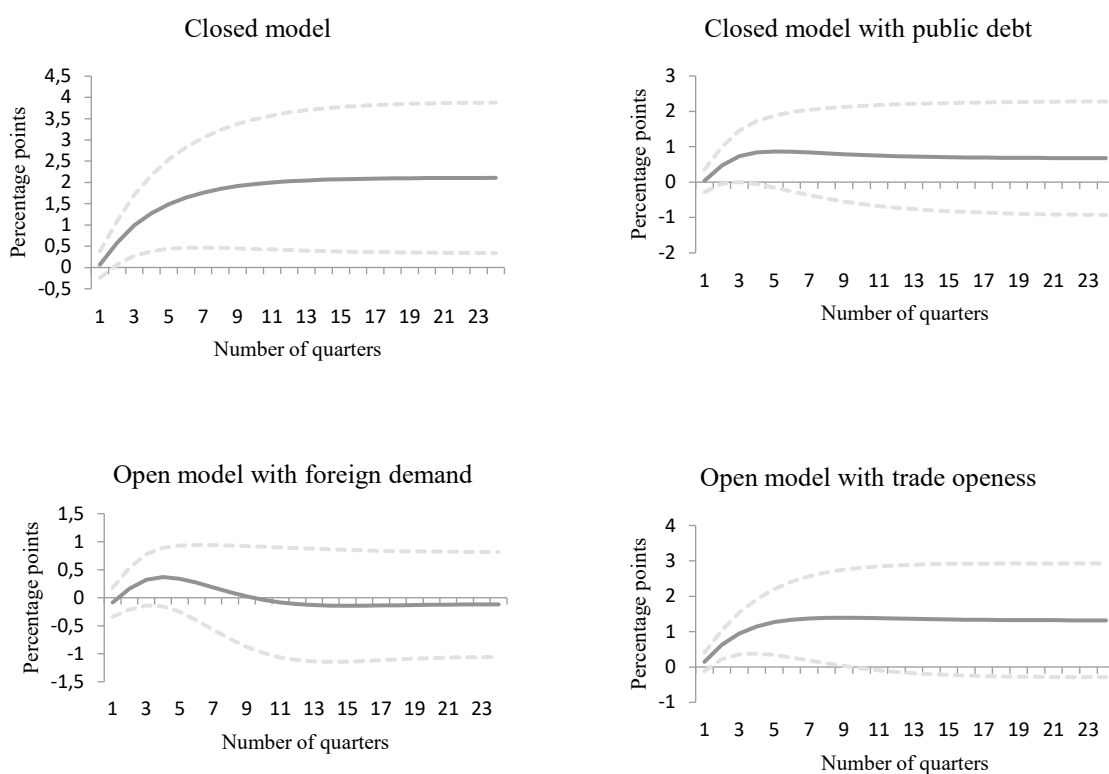 Closed model
Percentage points
4,5
4
3,5
3
2,5
2
1,5
1
0,5
0
-0,5
1 3 5 7 9 11 13 15 17 19 21 23
Number of quarters
Closed model with public debt
Percentage points
3
2
1
0
-1
-2
1 3 5 7 9 11 13 15 17 19 21 23
Number of quarters
Open model with foreign demand
Percentage points
1,5
1
0,5
0
-0,5
-1
-1,5
1 3 5 7 9 11 13 15 17 19 21 23
Number of quarters
Open model with trade openess
Percentage points
4
3
2
1
0
-1
1 3 5 7 9 11 13 15 17 19 21 23
Number of quarters